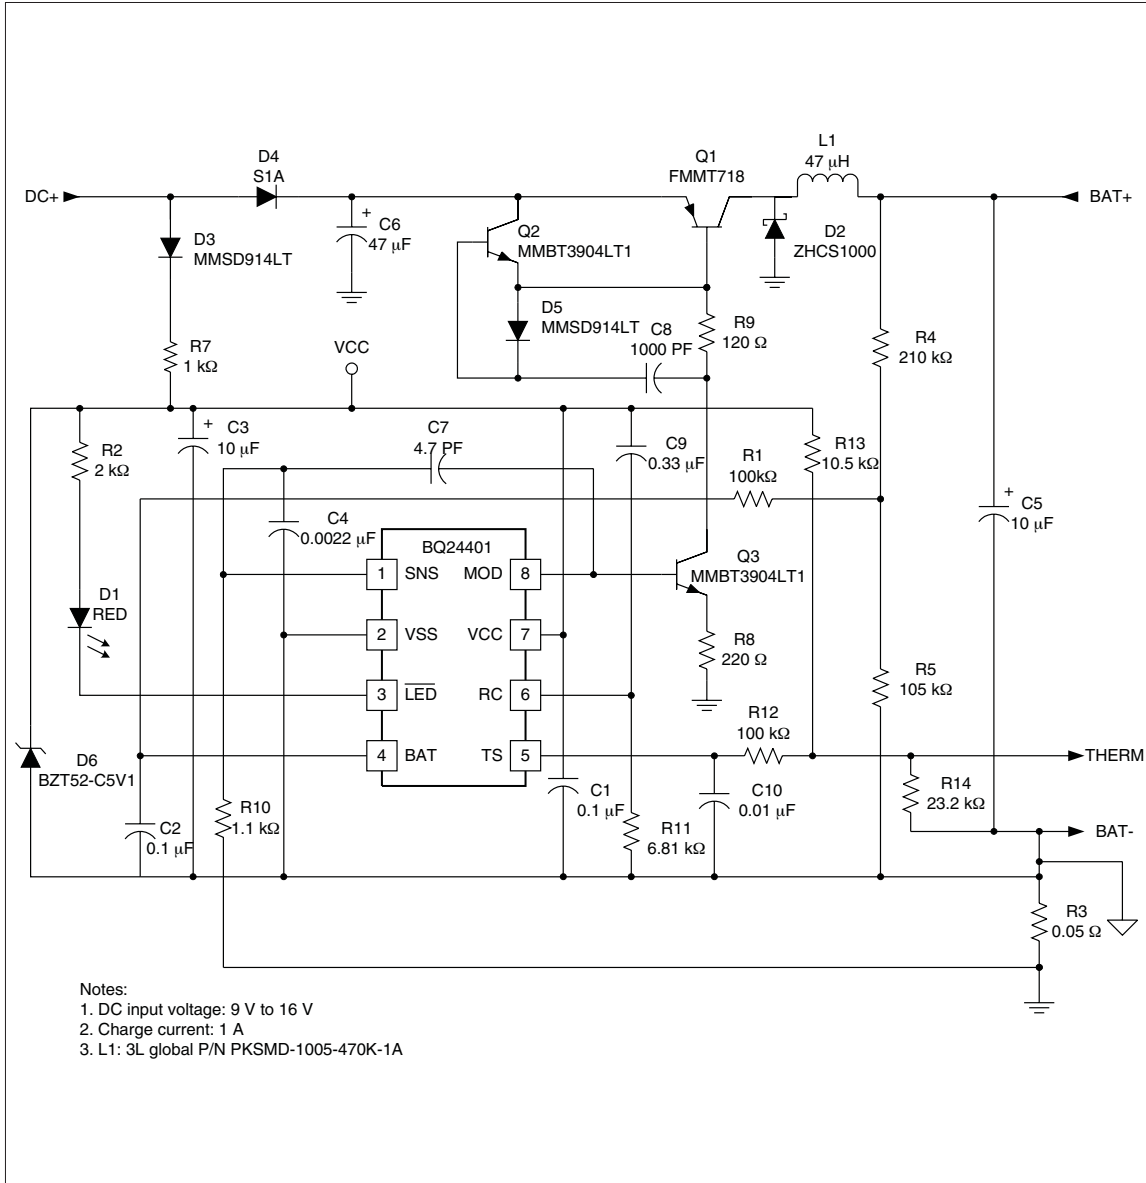 L1
47 μH
D4
S1A
Q1
FMMT718
DC+
BAT+
C6
47 μF
Q2
MMBT3904LT1
D2
ZHCS1000
D3
MMSD914LT
D5
MMSD914LT
C8
1000 PF
R9
120 Ω
R4
210 kΩ
R7
1 kΩ
VCC
R2
2 kΩ
C3
10 μF
C7
4.7 PF
C9
0.33 μF
R13
10.5 kΩ
R1
100kΩ
C4
0.0022 μF
C5
10 μF
BQ24401
Q3
MMBT3904LT1
1 SNS MOD 8
D1
RED
2 VSS VCC 7
R8
220 Ω
3 LED RC 6
R5
105 kΩ
R12
100 kΩ
4 BAT TS 5
THERM
D6
BZT52-C5V1
C1
0.1 μF
C10
0.01 μF
R14
23.2 kΩ
R10
1.1 kΩ
C2
0.1 μF
R11
6.81 kΩ
BAT-
R3
0.05 Ω
Notes:
1. DC input voltage: 9 V to 16 V
2. Charge current: 1 A
3. L1: 3L global P/N PKSMD-1005-470K-1A